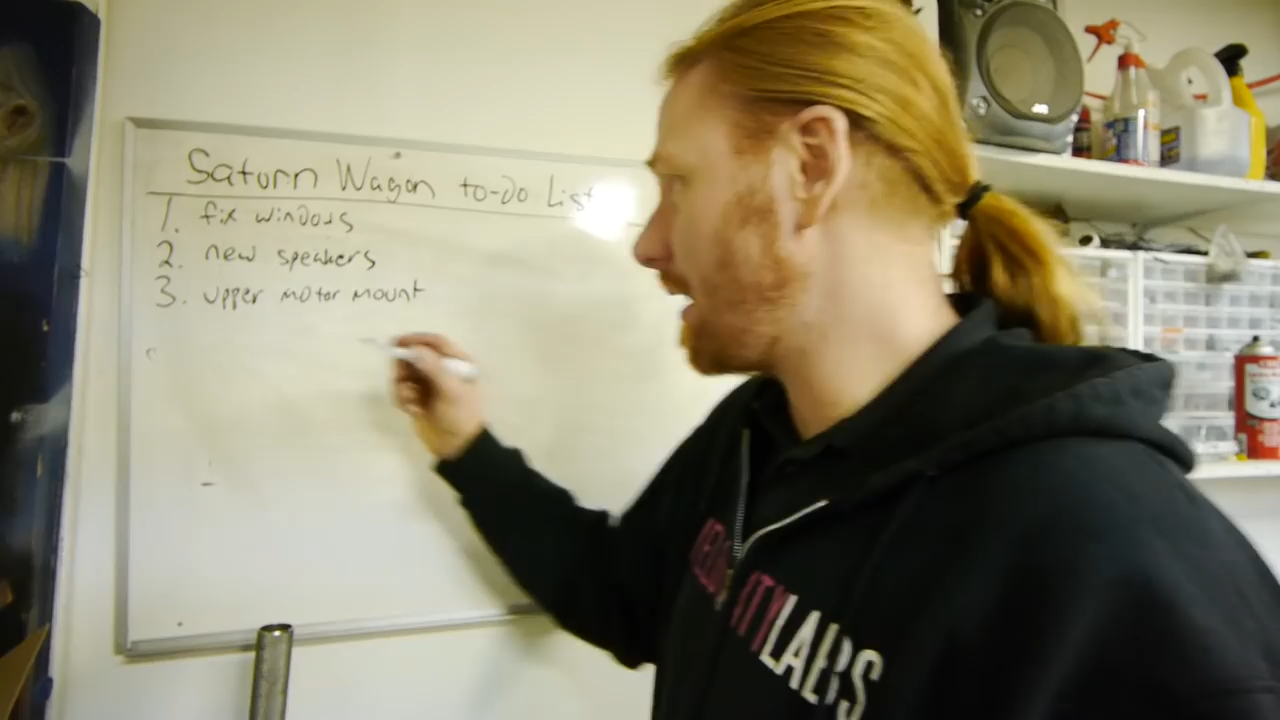 Saturn Wagon to-do List
1. fix windows
2. new speakers
3. upper motor mount
LABS